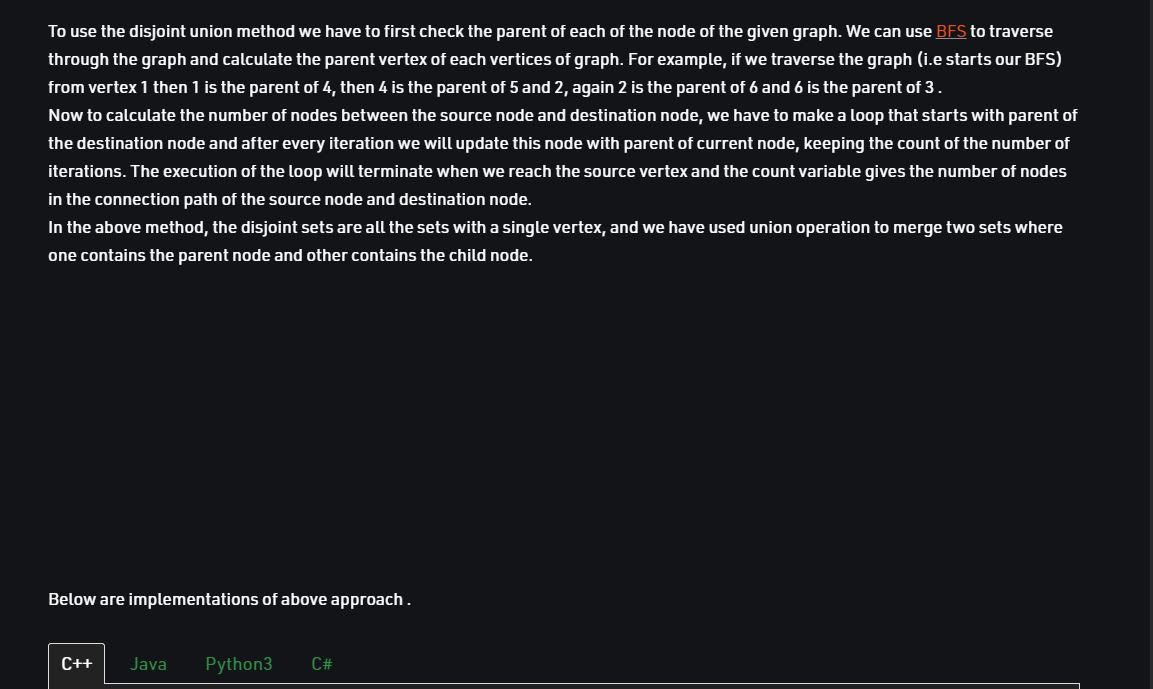 To use the disjoint union method we have to first check the parent of each of the node of the given graph. We can use BFS to traverse
through the graph and calculate the parent vertex of each vertices of graph. For example, if we traverse the graph (i.e starts our BFS)
from vertex 1 then 1 is the parent of 4, then 4 is the parent of 5 and 2, again 2 is the parent of 6 and 6 is the parent of 3 .
Now to calculate the number of nodes between the source node and destination node, we have to make a loop that starts with parent of
the destination node and after every iteration we will update this node with parent of current node, keeping the count of the number of
iterations. The execution of the loop will terminate when we reach the source vertex and the count variable gives the number of nodes
in the connection path of the source node and destination node.
In the above method, the disjoint sets are all the sets with a single vertex, and we have used union operation to merge two sets where
one contains the parent node and other contains the child node.
Below are implementations of above approach .
C++ Java Python3 C#